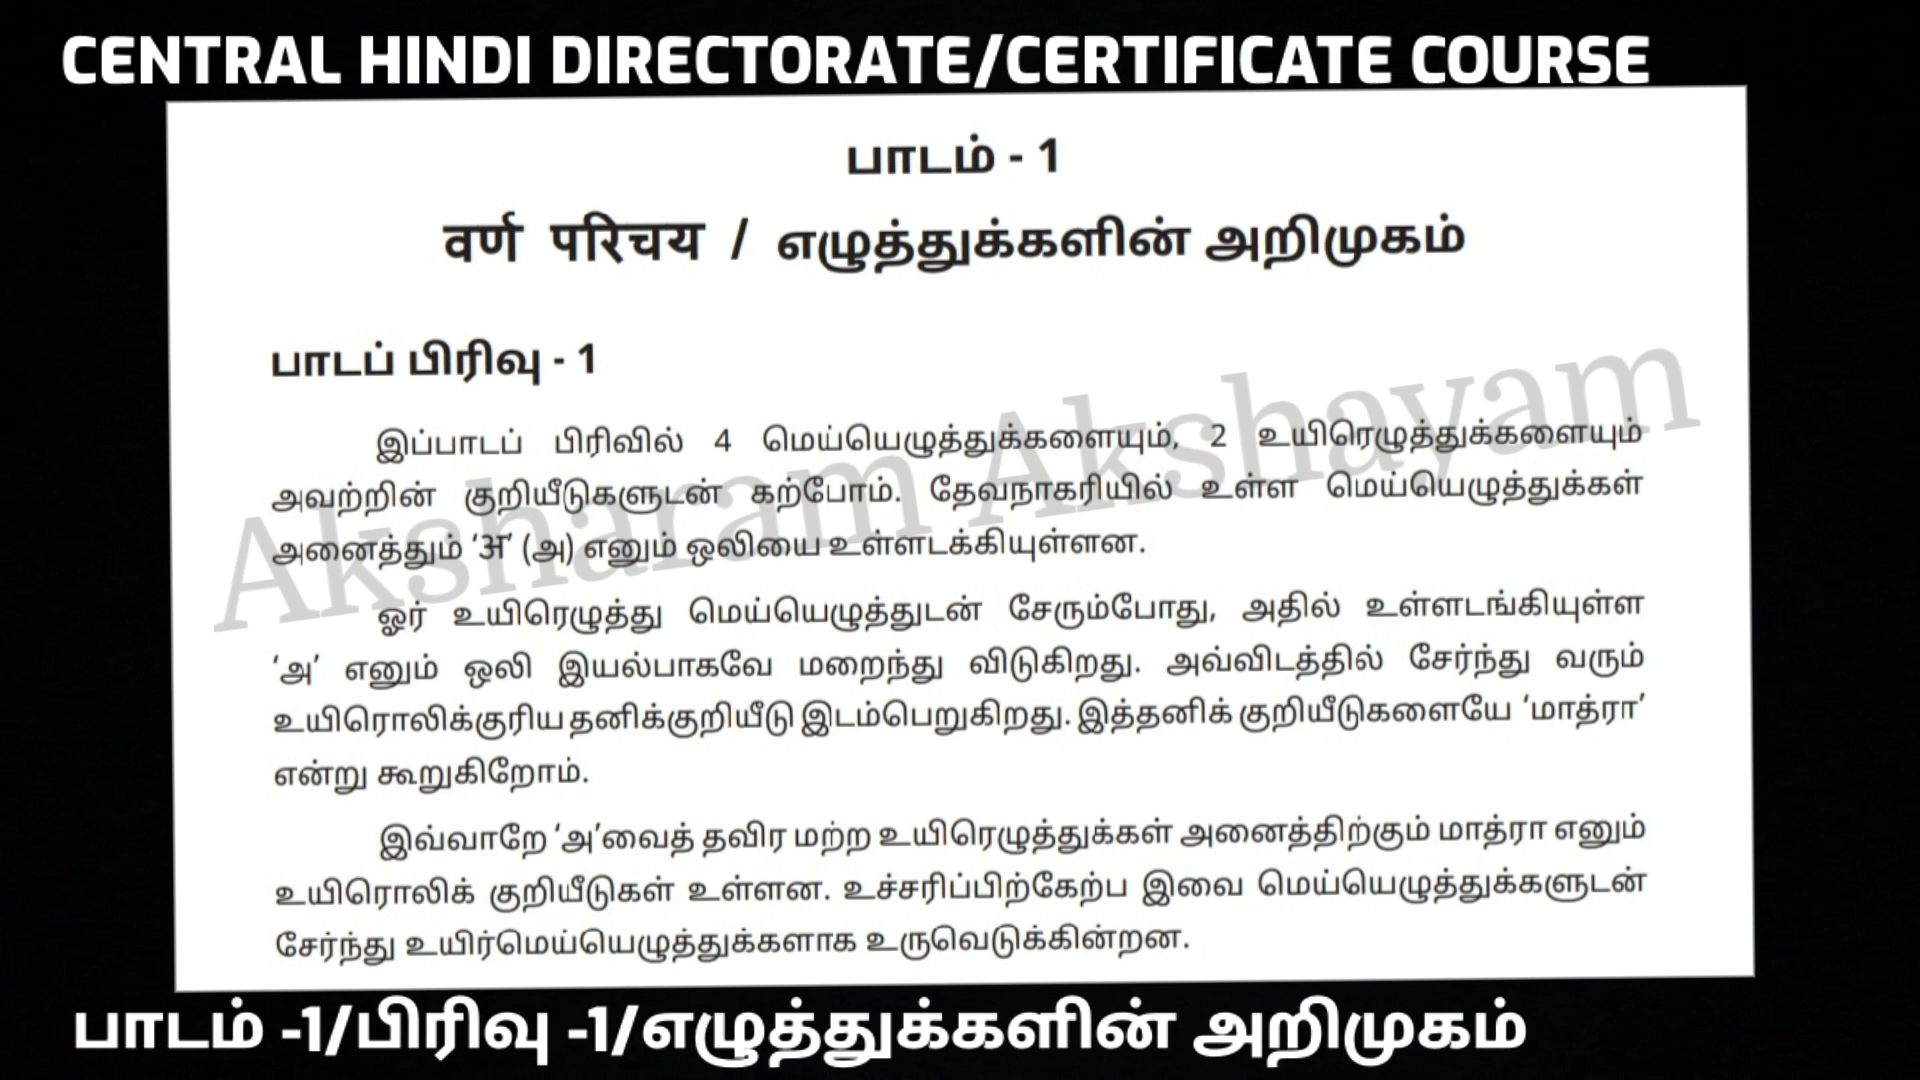 CENTRAL HINDI DIRECTORATE/CERTIFICATE COURSE
பாடம் - 1
वर्ण परिचय / எழுத்துக்களின் அறிமுகம்
பாடப் பிரிவு - 1
இப்பாடப் பிரிவில் 4 மெய்யெழுத்துக்களையும், 2 உயிரெழுத்துக்களையும்
அவற்றின் குறியீடுகளுடன் கற்போம். தேவநாகரியில் உள்ள மெய்யெழுத்துக்கள்
அனைத்தும் ‘अ’ (அ) எனும் ஒலியை உள்ளடக்கியுள்ளன.
ஓர் உயிரெழுத்து மெய்யெழுத்துடன் சேரும்போது, அதில் உள்ளடங்கியுள்ள
‘அ’ எனும் ஒலி இயல்பாகவே மறைந்து விடுகிறது. அவ்விடத்தில் சேர்ந்து வரும்
உயிரொலிக்குரிய தனிக்குறியீடு இடம்பெறுகிறது. இத்தனிக் குறியீடுகளையே ‘மாத்ரா’
என்று கூறுகிறோம்.
இவ்வாறே ‘அ’வைத் தவிர மற்ற உயிரெழுத்துக்கள் அனைத்திற்கும் மாத்ரா எனும்
உயிரொலிக் குறியீடுகள் உள்ளன. உச்சரிப்பிற்கேற்ப இவை மெய்யெழுத்துக்களுடன்
சேர்ந்து உயிர்மெய்யெழுத்துக்களாக உருவெடுக்கின்றன.
Aksharam Akshayam
பாடம் -1/பிரிவு -1/எழுத்துக்களின் அறிமுகம்